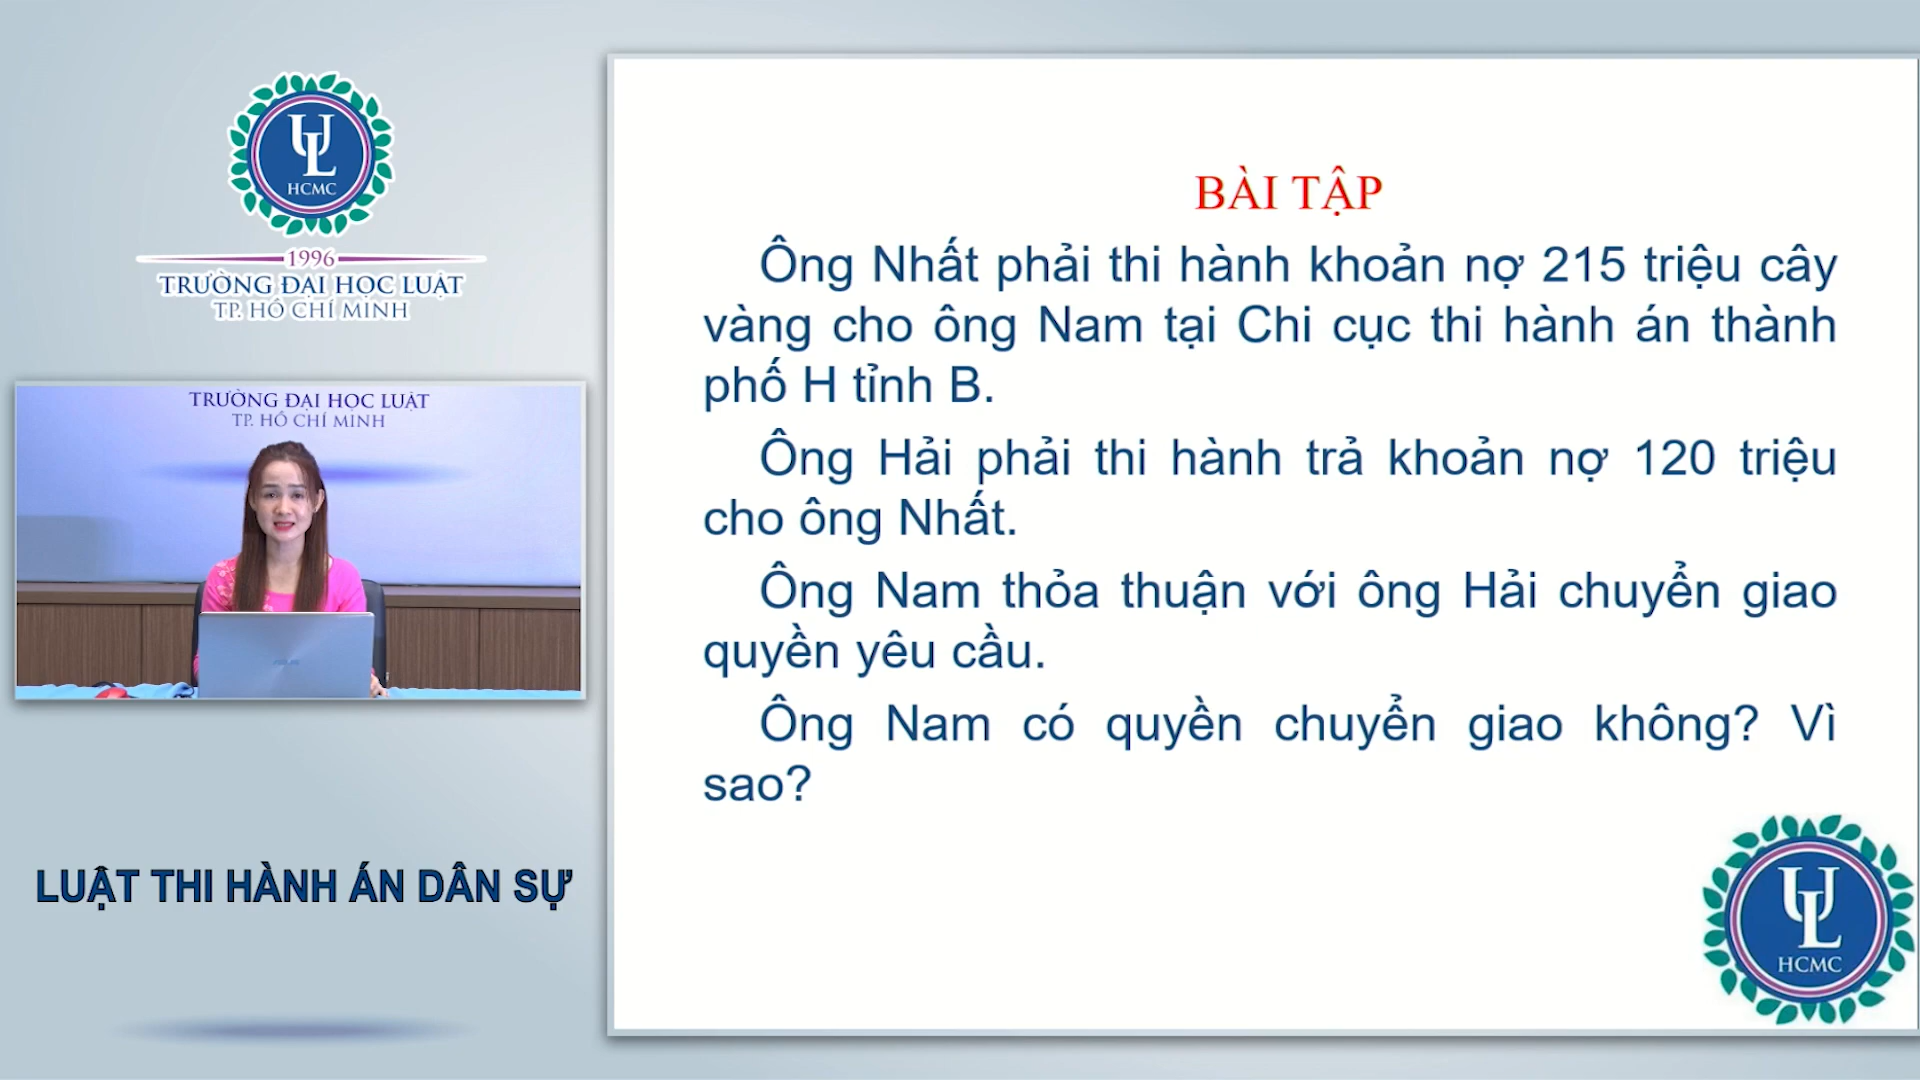 UL
HCMC
1996
TRƯỜNG ĐẠI HỌC LUẬT
TP. HỒ CHÍ MINH
TRƯỜNG ĐẠI HỌC LUẬT
TP. HỒ CHÍ MINH
LUẬT THI HÀNH ÁN DÂN SỰ
BÀI TẬP
Ông Nhất phải thi hành khoản nợ 215 triệu cây
vàng cho ông Nam tại Chi cục thi hành án thành
phố H tỉnh B.
Ông Hải phải thi hành trả khoản nợ 120 triệu
cho ông Nhất.
Ông Nam thỏa thuận với ông Hải chuyển giao
quyền yêu cầu.
Ông Nam có quyền chuyển giao không? Vì
sao?
UL
HCMC